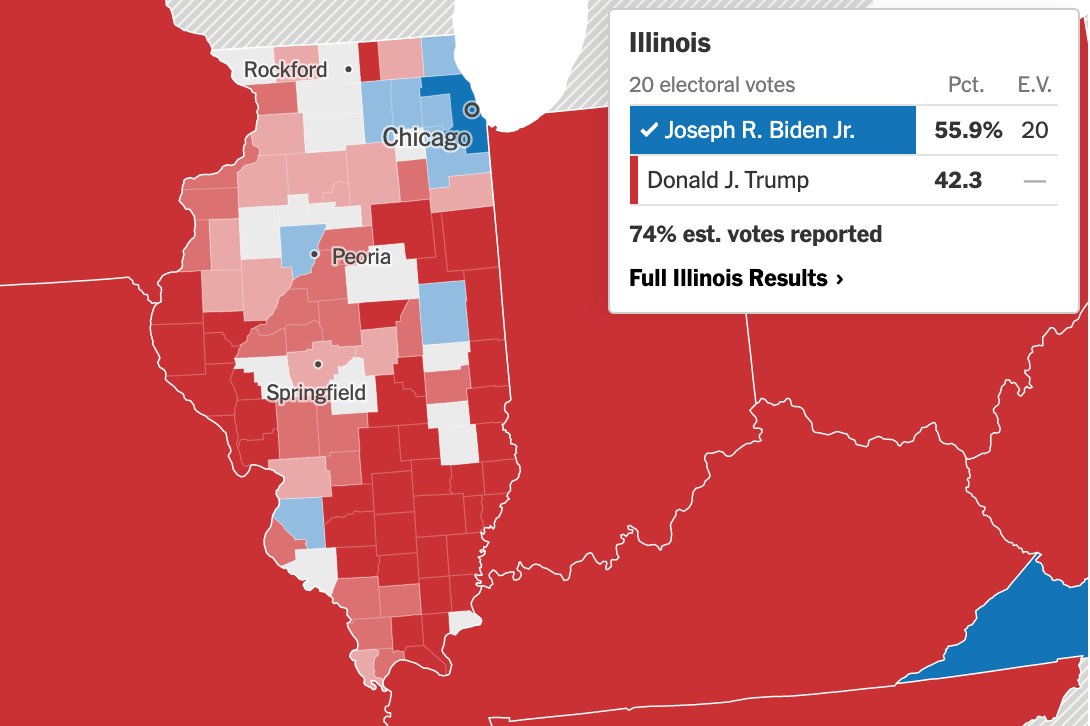 Illinois
20 electoral votes Pct. E.V.
✓ Joseph R. Biden Jr. 55.9% 20
Donald J. Trump 42.3 —
74% est. votes reported
Full Illinois Results ›
Rockford
Chicago
Peoria
Springfield